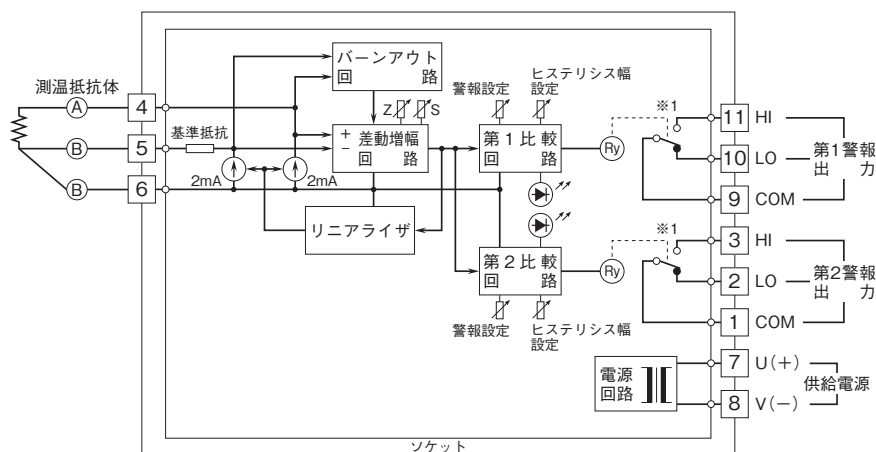 測温抵抗体
A
B
B
4
5
6
基準抵抗
2mA
2mA
バーンアウト
回路
Z
S
+
-
差動増幅
回路
リニアライザ
警報設定
ヒステリシス幅
設定
第1比較
回路
第2比較
回路
警報設定
ヒステリシス幅
設定
Ry
※1
Ry
※1
11 HI
10 LO
9 COM
第1警報
出力
3 HI
2 LO
1 COM
第2警報
出力
電源
回路
7 U(+)
8 V(−)
供給電源
ソケット